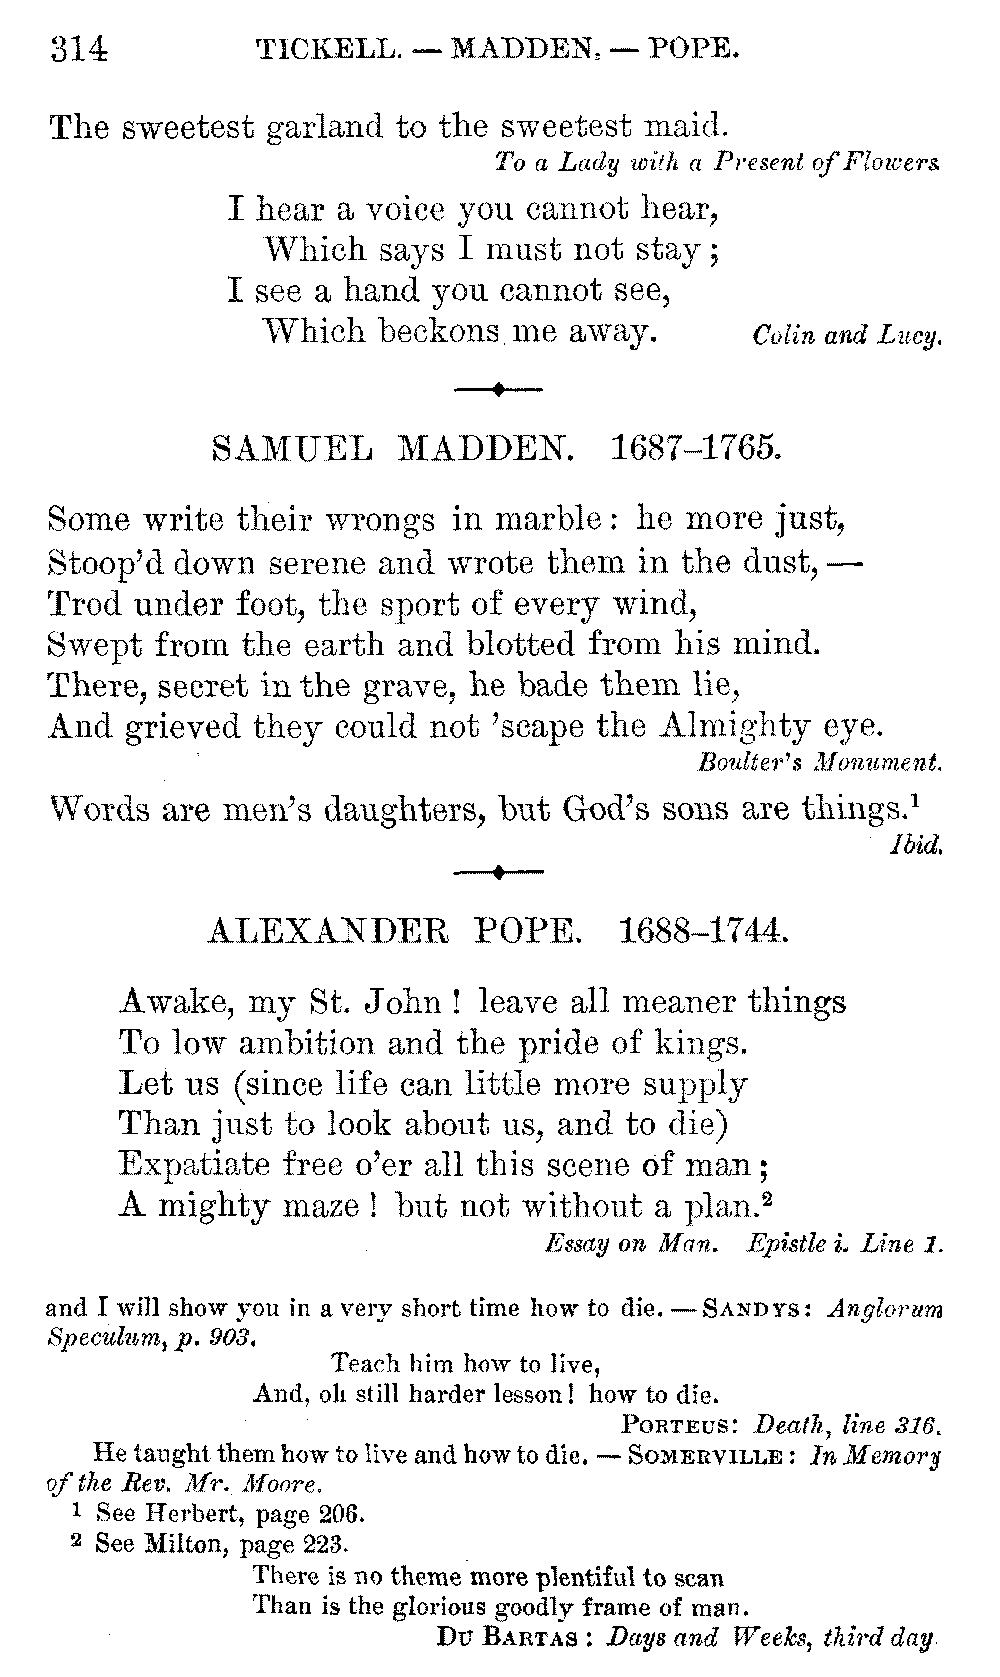 314 TICKELL. — MADDEN. — POPE.
The sweetest garland to the sweetest maid.
To a Lady with a Present of Flowers.
I hear a voice you cannot hear,
Which says I must not stay;
I see a hand you cannot see,
Which beckons me away. Colin and Lucy.
SAMUEL MADDEN. 1687–1765.
Some write their wrongs in marble: he more just,
Stoop'd down serene and wrote them in the dust, —
Trod under foot, the sport of every wind,
Swept from the earth and blotted from his mind.
There, secret in the grave, he bade them lie,
And grieved they could not 'scape the Almighty eye.
Boulter's Monument.
Words are men's daughters, but God's sons are things.¹
Ibid.
ALEXANDER POPE. 1688–1744.
Awake, my St. John! leave all meaner things
To low ambition and the pride of kings.
Let us (since life can little more supply
Than just to look about us, and to die)
Expatiate free o'er all this scene of man;
A mighty maze! but not without a plan.²
Essay on Man. Epistle i. Line 1.
and I will show you in a very short time how to die. — SANDYS: Anglorum
Speculum, p. 903.
Teach him how to live,
And, oh still harder lesson! how to die.
PORTEUS: Death, line 316.
He taught them how to live and how to die. — SOMERVILLE: In Memory
of the Rev. Mr. Moore.
¹ See Herbert, page 206.
² See Milton, page 223.
There is no theme more plentiful to scan
Than is the glorious goodly frame of man.
DU BARTAS: Days and Weeks, third day.